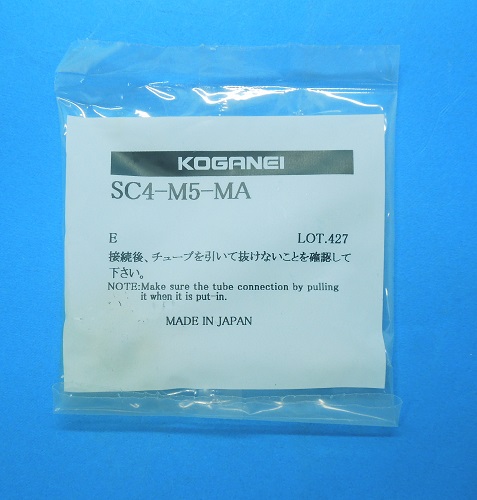 KOGANEI
SC4-M5-MA
E LOT.427
接続後、チューブを引いて抜けないことを確認して
下さい。
NOTE:Make sure the tube connection by pulling
it when it is put-in.
MADE IN JAPAN